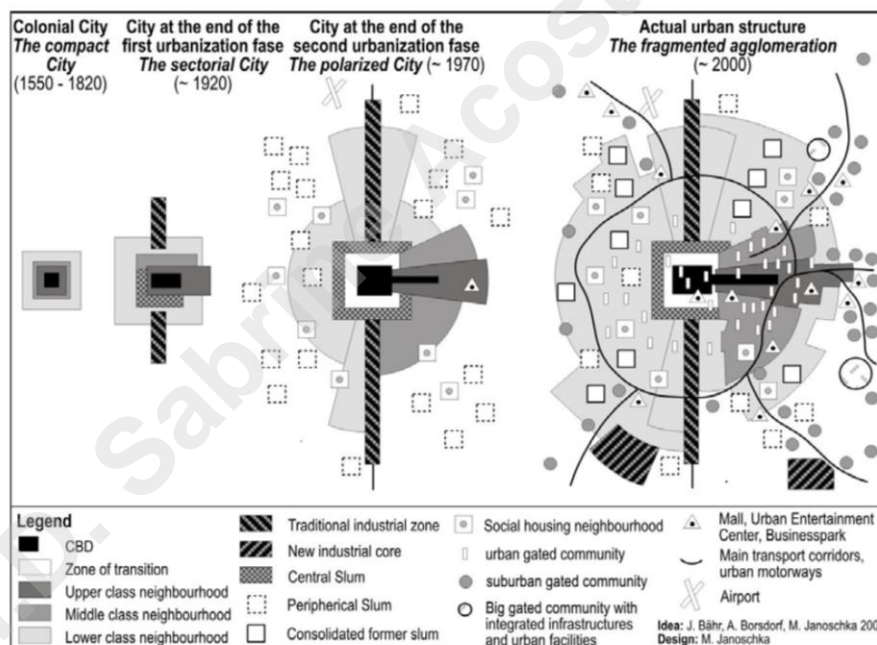 Colonial City
The compact
City
(1550 - 1820)
City at the end of the
first urbanization fase
The sectorial City
(~ 1920)
City at the end of the
second urbanization fase
The polarized City (~ 1970)
Actual urban structure
The fragmented agglomeration
(~ 2000)
Legend
CBD
Zone of transition
Upper class neighbourhood
Middle class neighbourhood
Lower class neighbourhood
Traditional industrial zone
New industrial core
Central Slum
Peripherical Slum
Consolidated former slum
Social housing neighbourhood
urban gated community
suburban gated community
Big gated community with
integrated infrastructures
and urban facilities
Mall, Urban Entertainment
Center, Businesspark
Main transport corridors,
urban motorways
Airport
Idea: J. Bähr, A. Borsdorf, M. Janoschka
Design: M. Janoschka
D. Sabrine Acosta